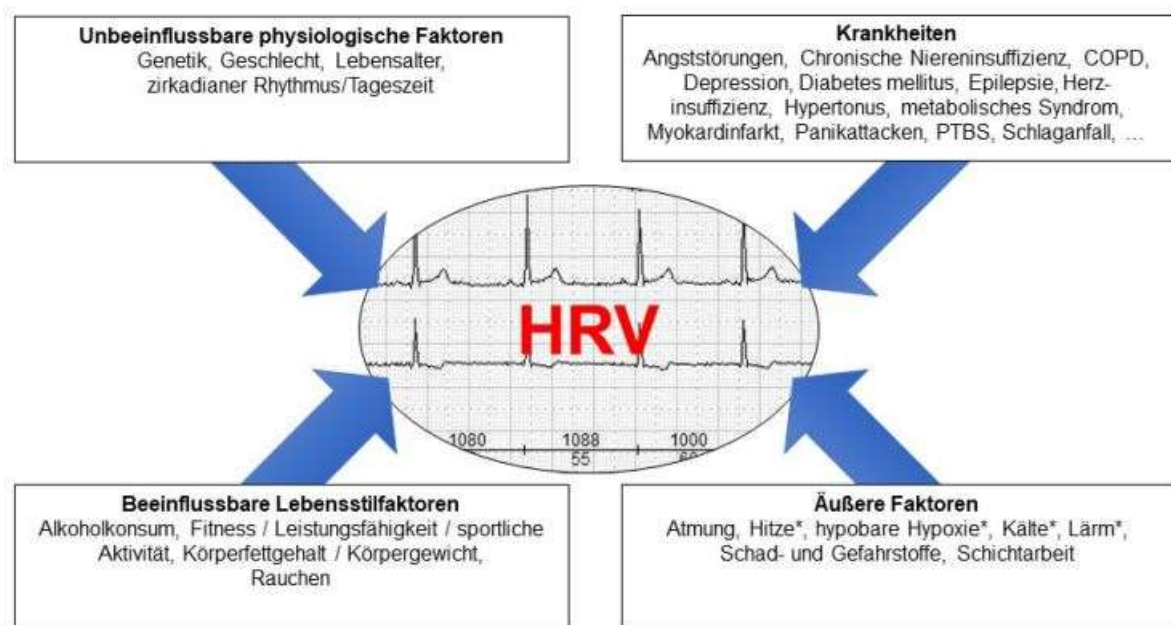 Unbeeinflussbare physiologische Faktoren
Genetik, Geschlecht, Lebensalter,
zirkadianer Rhythmus/Tageszeit
Krankheiten
Angststörungen, Chronische Niereninsuffizienz, COPD,
Depression, Diabetes mellitus, Epilepsie, Herz-
insuffizienz, Hypertonus, metabolisches Syndrom,
Myokardinfarkt, Panikattacken, PTBS, Schlaganfall, ...
HRV
1080 1088 1000
55
Beeinflussbare Lebensstilfaktoren
Alkoholkonsum, Fitness / Leistungsfähigkeit / sportliche
Aktivität, Körperfettgehalt / Körpergewicht,
Rauchen
Äußere Faktoren
Atmung, Hitze*, hypobare Hypoxie*, Kälte*, Lärm*,
Schad- und Gefahrstoffe, Schichtarbeit